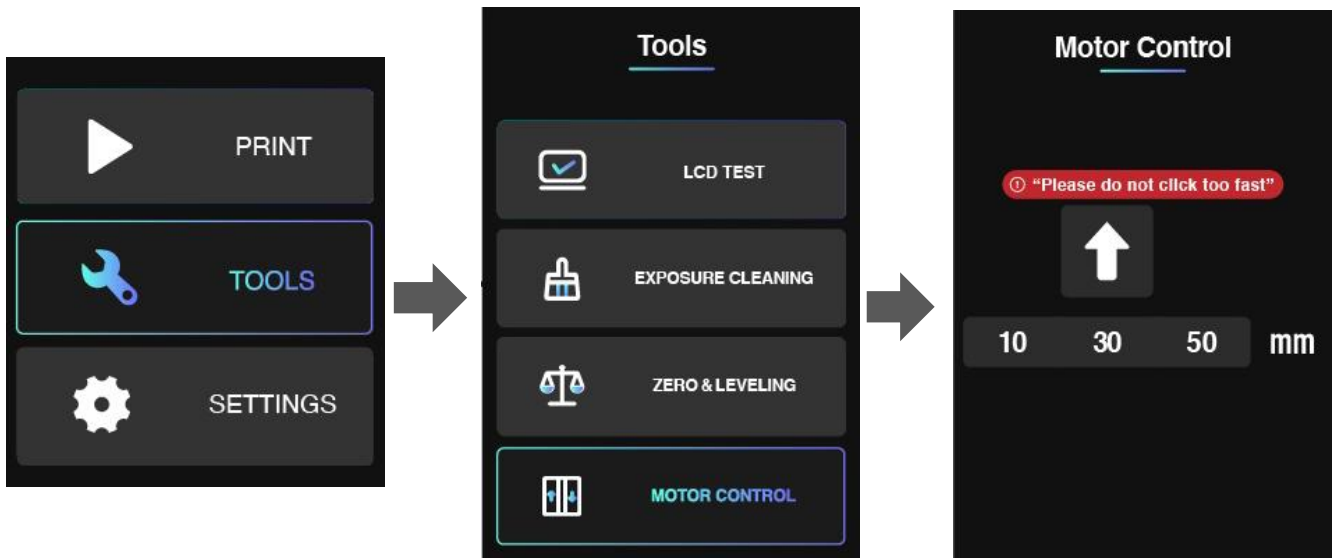 PRINT
TOOLS
SETTINGS
Tools
LCD TEST
EXPOSURE CLEANING
ZERO & LEVELING
MOTOR CONTROL
Motor Control
“Please do not click too fast”
10 30 50 mm